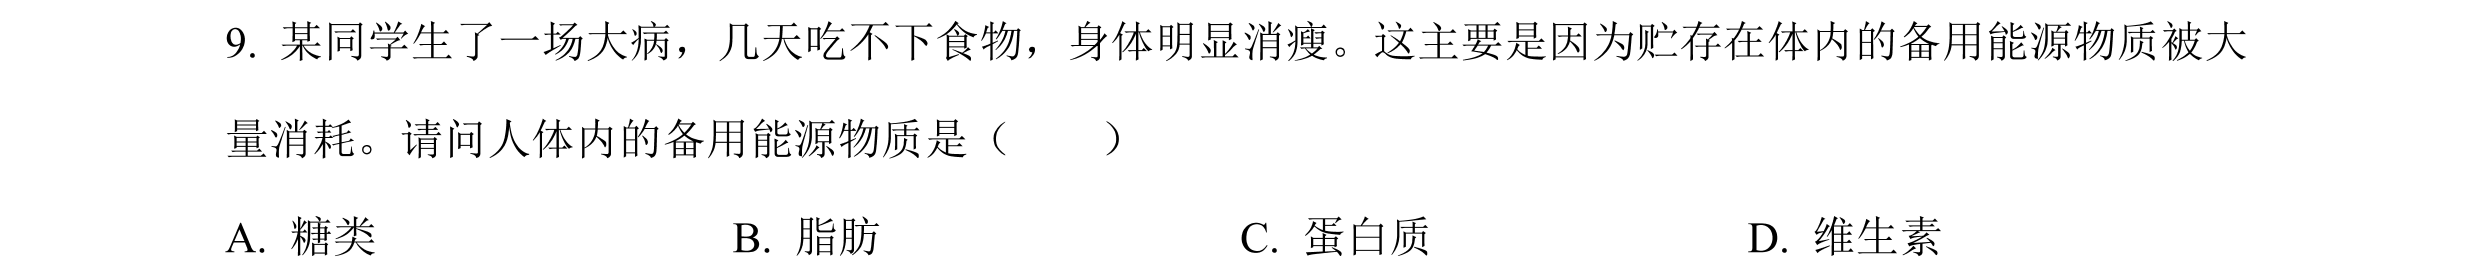 9. 某同学生了一场大病，几天吃不下食物，身体明显消瘦。这主要是因为贮存在体内的备用能源物质被大
量消耗。请问人体内的备用能源物质是（　　）
A. 糖类 B. 脂肪 C. 蛋白质 D. 维生素